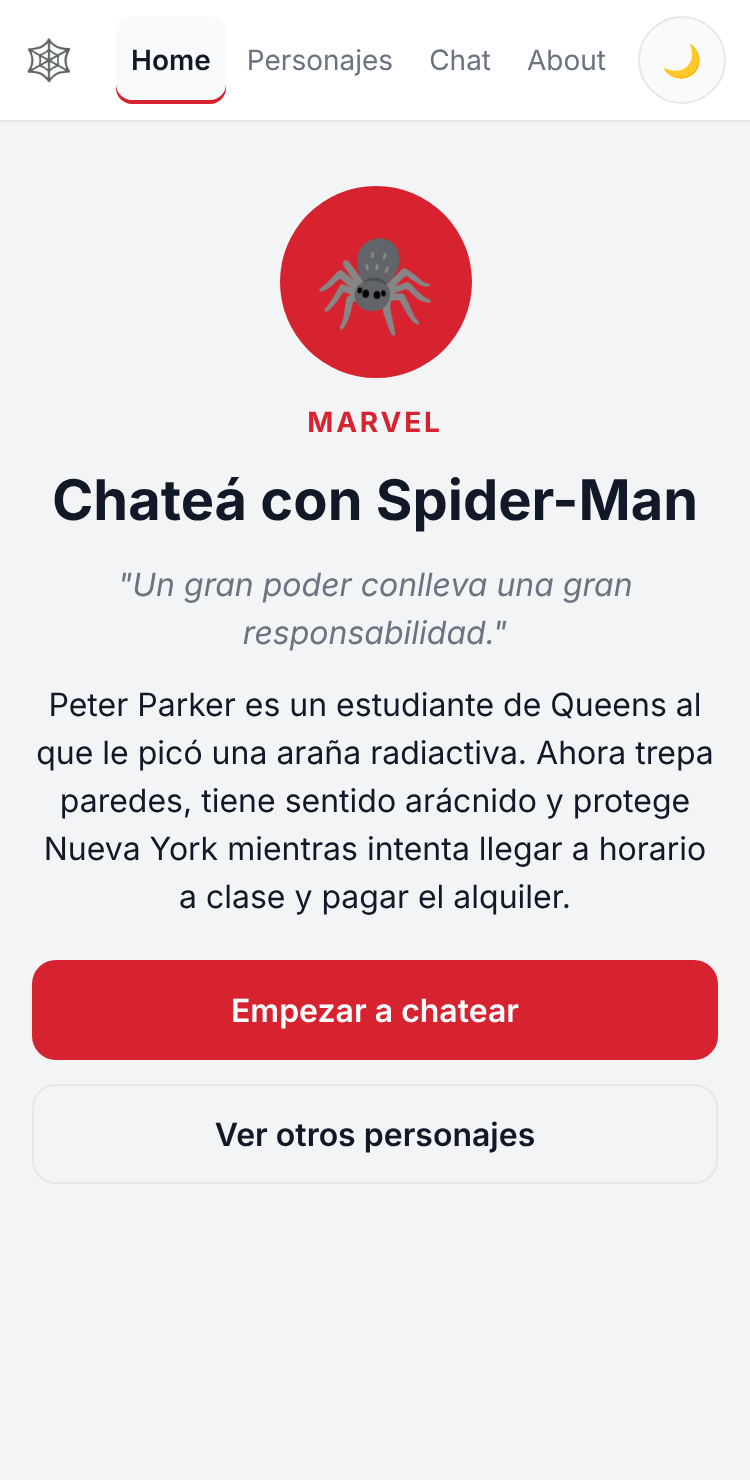 Home Personajes Chat About
MARVEL
Chateá con Spider-Man
"Un gran poder conlleva una gran
responsabilidad."
Peter Parker es un estudiante de Queens al
que le picó una araña radiactiva. Ahora trepa
paredes, tiene sentido arácnido y protege
Nueva York mientras intenta llegar a horario
a clase y pagar el alquiler.
Empezar a chatear
Ver otros personajes